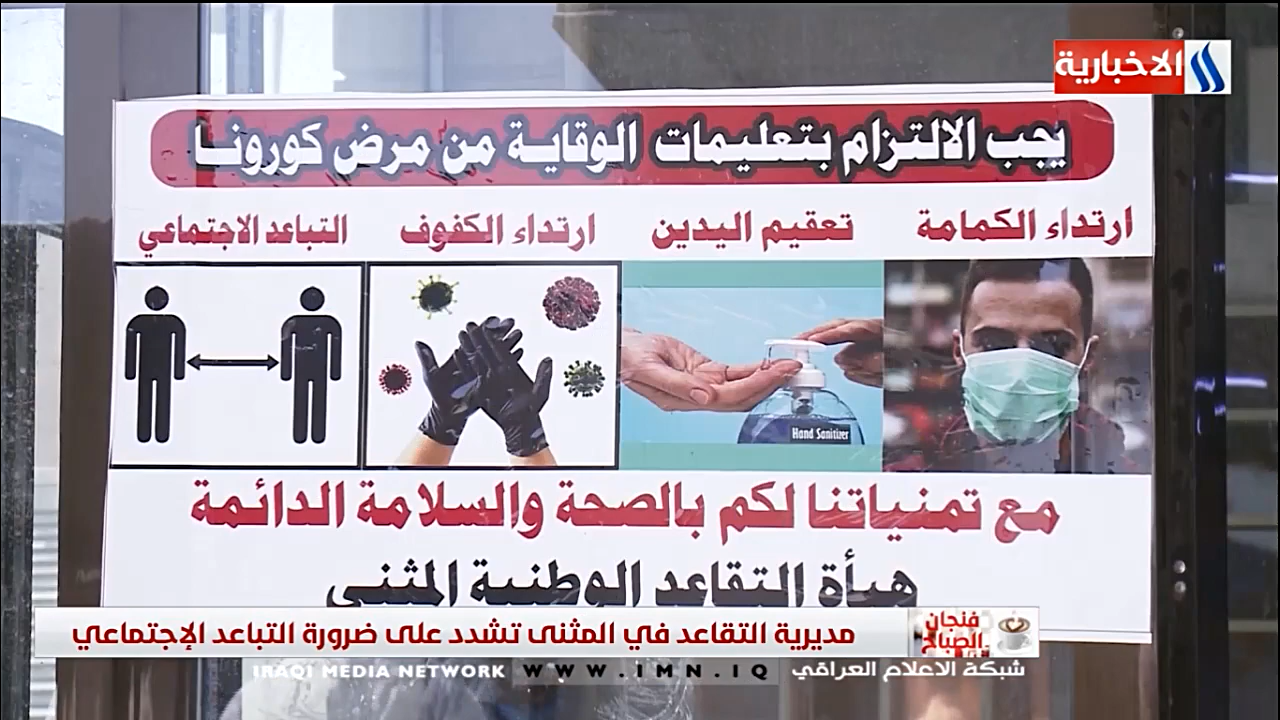 الاخبارية
يجب الالتزام بتعليمات الوقاية من مرض كورونا
ارتداء الكمامة
تعقيم اليدين
ارتداء الكفوف
التباعد الاجتماعي
Hand Sanitizer
مع تمنياتنا لكم بالصحة والسلامة الدائمة
هيأة التقاعد الوطنية المثنى
فنجان
الصباح
مديرية التقاعد في المثنى تشدد على ضرورة التباعد الإجتماعي
شبكة الاعلام العراقي WWW.IMN.IQ IRAQI MEDIA NETWORK